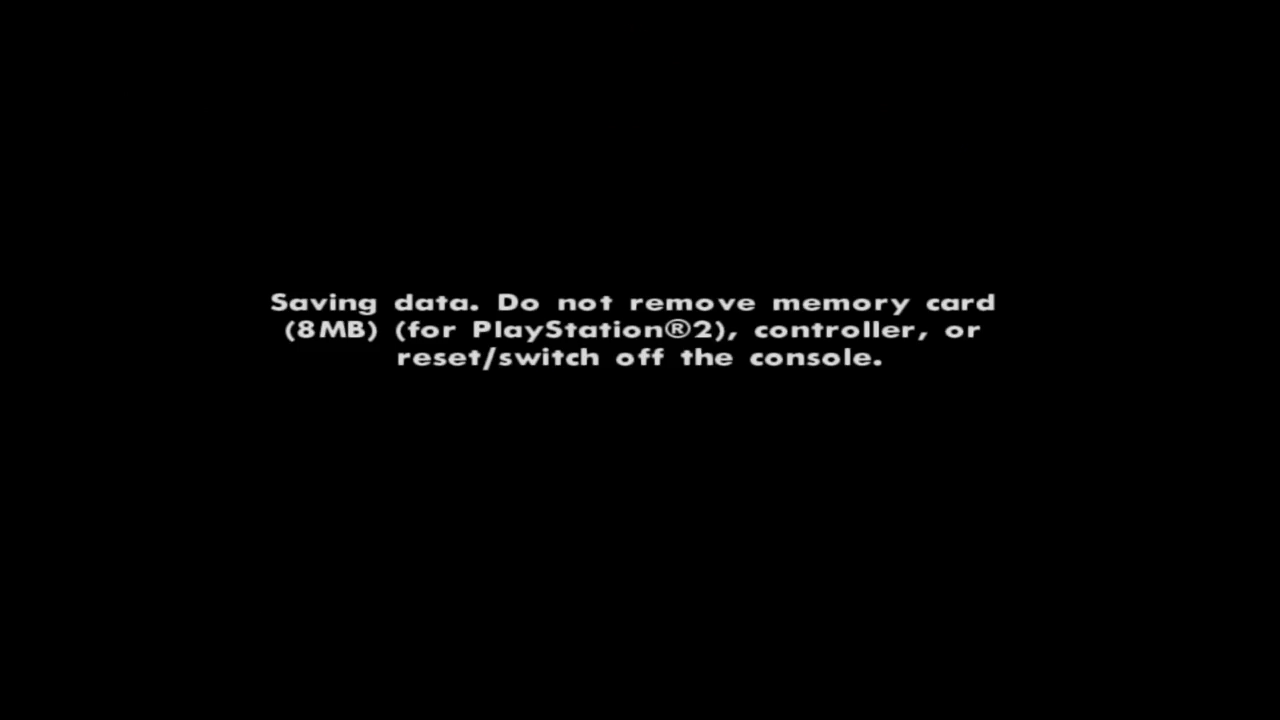 Saving data. Do not remove memory card
(8MB) (for PlayStation®2), controller, or
reset/switch off the console.